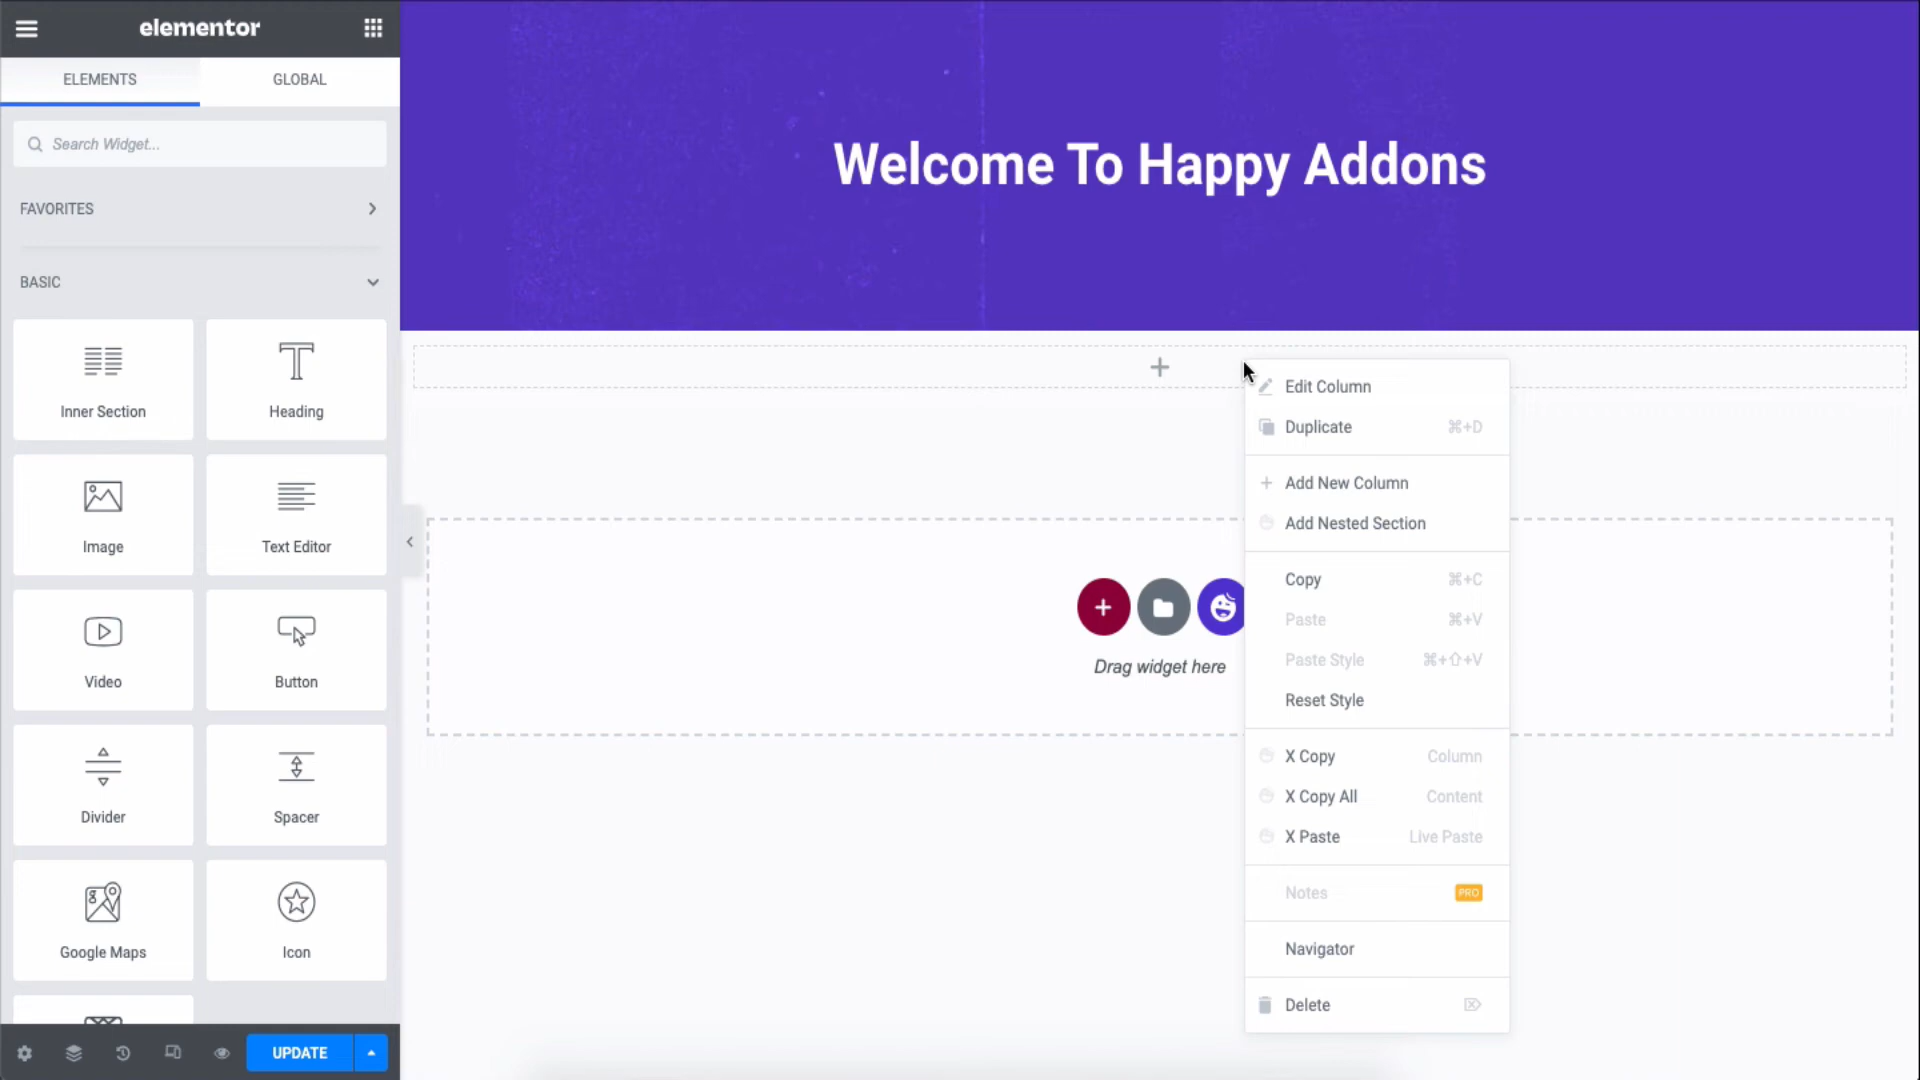 elementor
ELEMENTS
GLOBAL
Search Widget...
FAVORITES
BASIC
Inner Section
Heading
Image
Text Editor
Video
Button
Divider
Spacer
Google Maps
Icon
UPDATE
Welcome To Happy Addons
Drag widget here
Edit Column
Duplicate ⌘+D
Add New Column
Add Nested Section
Copy ⌘+C
Paste ⌘+V
Paste Style ⌘+⇧+V
Reset Style
X Copy Column
X Copy All Content
X Paste Live Paste
Notes PRO
Navigator
Delete ⌦